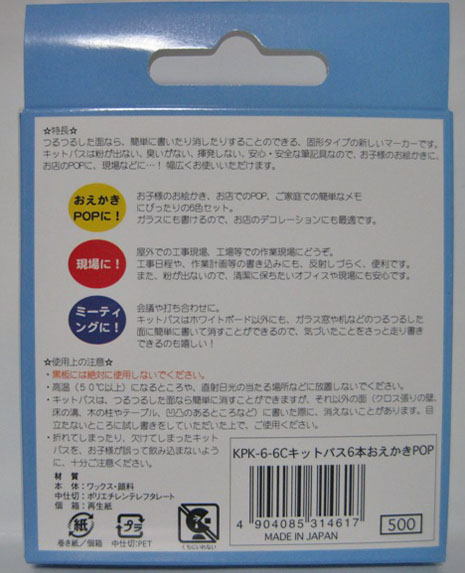 ☆特長☆
つるつるした面なら、簡単に書いたり消したりすることのできる、固形タイプの新しいマーカーです。
キットパスは粉が出ない、臭いがない、揮発しない、安心・安全な筆記具なので、お子様のお絵かきに、
お店のPOPに、現場などに…! 幅広くお使いいただけます。
おえかき
POPに!
お子様のお絵かき、お店でのPOP、ご家庭での簡単なメモ
にぴったりの6色セット。
ガラスにも書けるので、お店のデコレーションにも最適です。
現場に!
屋外での工事現場、工場等での作業現場にどうぞ。
工事日程や、作業計画等の書き込みにも、反射しづらく、便利です。
また、粉が出ないので、清潔に保ちたいオフィスや現場にも安心です。
ミーティ
ングに!
会議や打ち合わせに。
キットパスはホワイトボード以外にも、ガラス窓や机などのつるつるした
面に簡単に書いて消すことができるので、気づいたことをさっと走り書き
できるのも嬉しい!
☆使用上の注意☆
・黒板には絶対に使用しないでください。
・高温(50℃以上)になるところや、直射日光の当たる場所などに放置しないでください。
・キットパスは、つるつるした面なら簡単に消すことができますが、それ以外の面(クロス張りの壁、
床の溝、木の柱やテーブル、凹凸のあるところなど)に書いた際に、消えないことがあります。目
立たないところに試し書きをしていただいた上で、ご使用ください。
・折れてしまったり、欠けてしまったキット
パスを、お子様が誤って飲み込まないよう
に、十分ご注意ください。
材 質
本 体:ワックス・顔料
中仕切:ポリエチレンテレフタレート
個 箱:再生紙
紙
巻き紙/個箱
プラ
中仕切:PET
くちにいれない
KPK-6-6Cキットパス6本おえかきPOP
4 904085 314617
MADE IN JAPAN
500